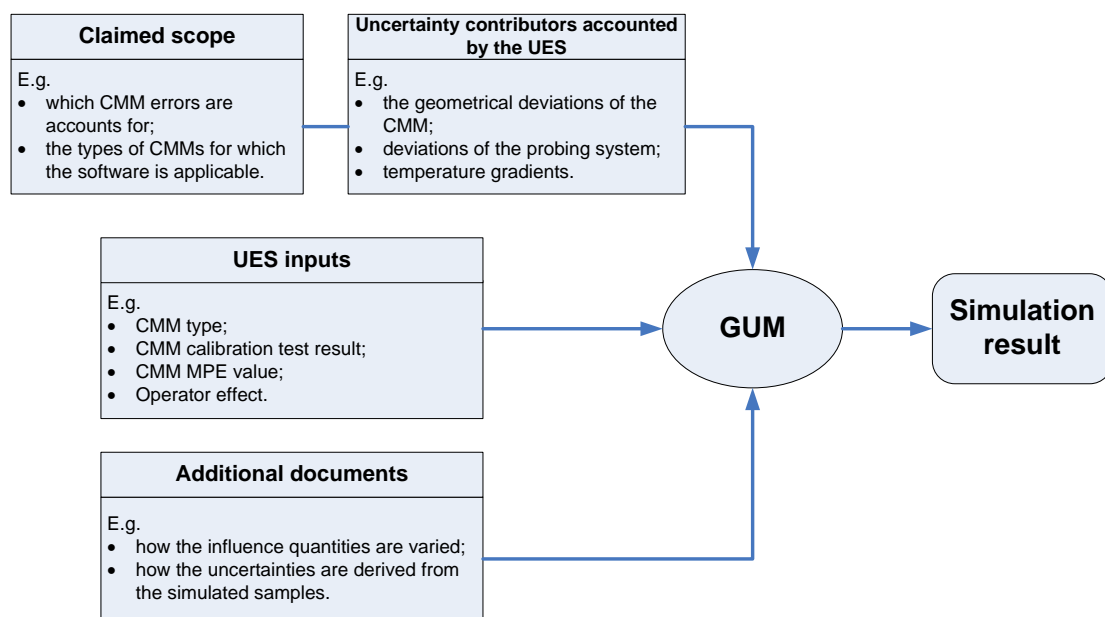 Claimed scope
E.g.
• which CMM errors are
accounts for;
• the types of CMMs for which
the software is applicable.
Uncertainty contributors accounted
by the UES
E.g.
• the geometrical deviations of the
CMM;
• deviations of the probing system;
• temperature gradients.
UES inputs
E.g.
• CMM type;
• CMM calibration test result;
• CMM MPE value;
• Operator effect.
GUM
Simulation
result
Additional documents
E.g.
• how the influence quantities are varied;
• how the uncertainties are derived from
the simulated samples.